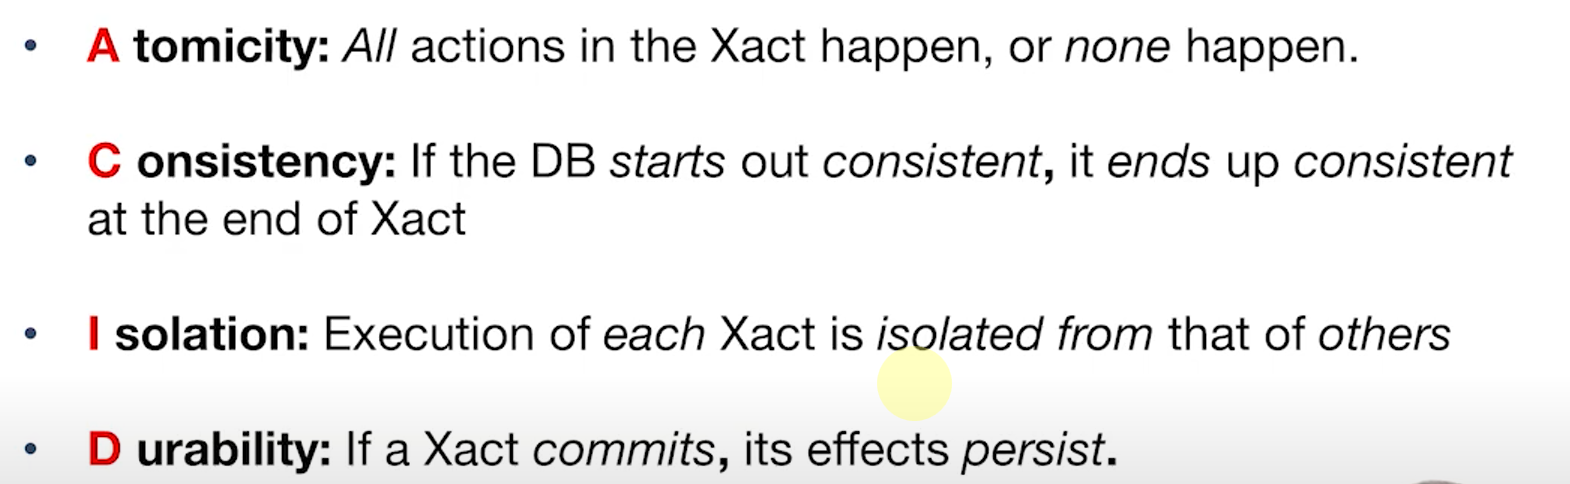 • A tomicity: All actions in the Xact happen, or none happen.
• C onsistency: If the DB starts out consistent, it ends up consistent
at the end of Xact
• I solation: Execution of each Xact is isolated from that of others
• D urability: If a Xact commits, its effects persist.